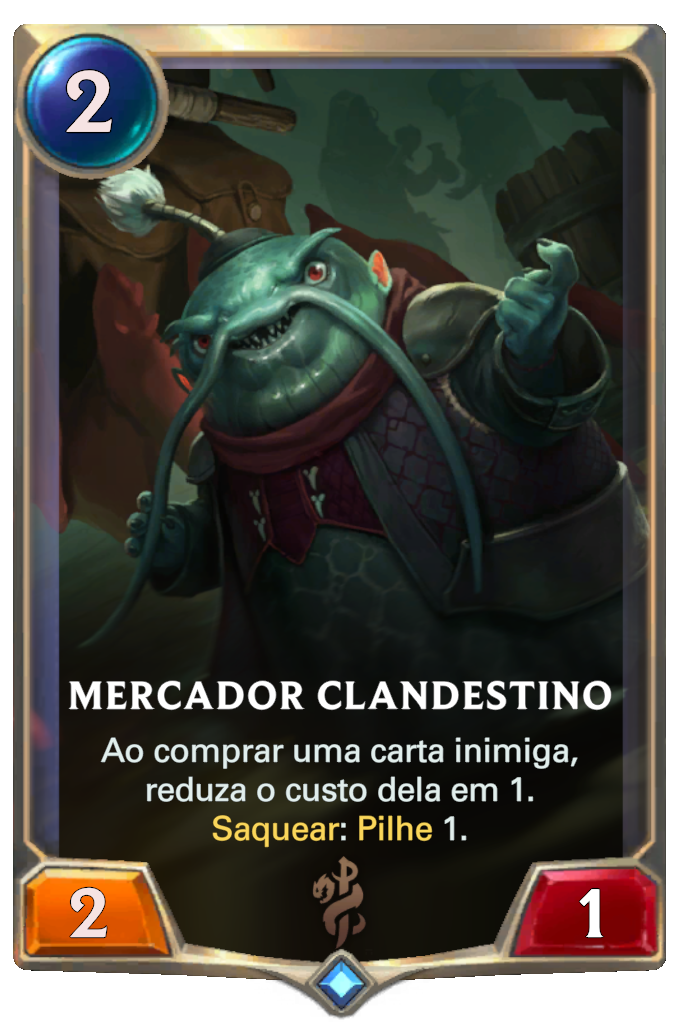 2
MERCADOR CLANDESTINO
Ao comprar uma carta inimiga,
reduza o custo dela em 1.
Saquear: Pilhe 1.
2
1